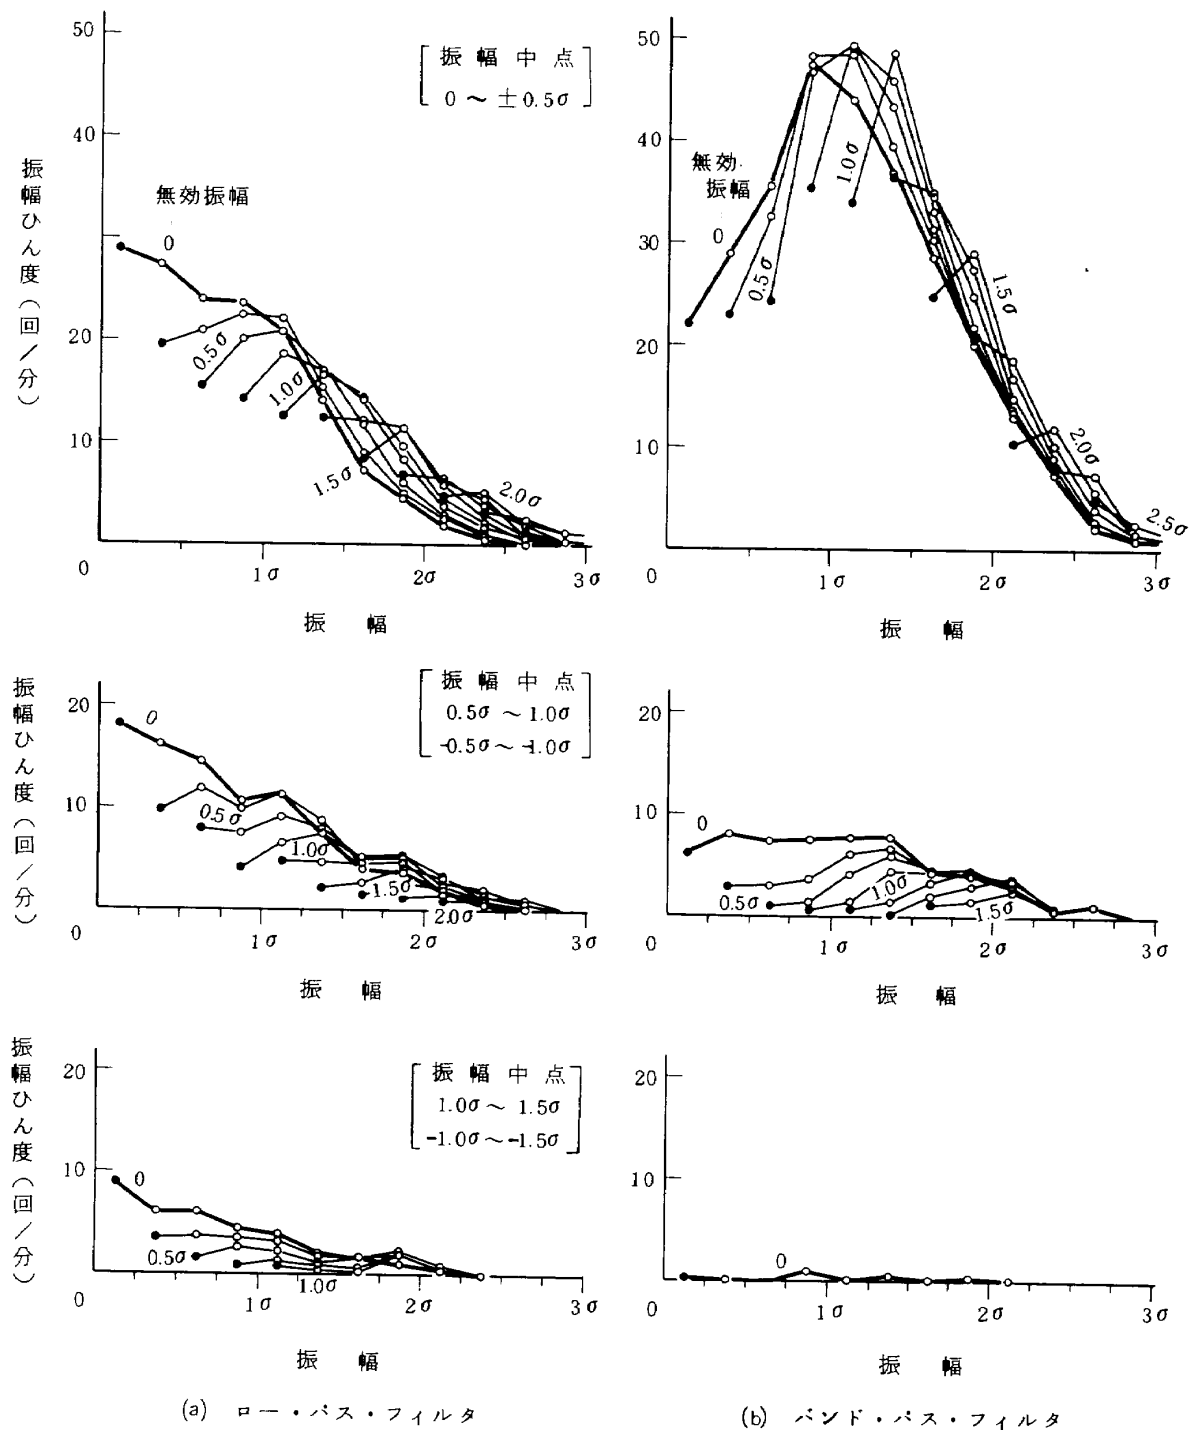 振幅ひん度(回/分)
50
40
20
10
0
[振幅中点
0 ~ ±0.5σ]
無効振幅
0
0.5σ
1.0σ
1.5σ
2.0σ
1σ
2σ
3σ
振 幅
50
40
30
20
10
0
無効
振幅
0
0.5σ
1.0σ
1.5σ
2.0σ
2.5σ
1σ
2σ
3σ
振 幅
振幅ひん度(回/分)
20
10
0
[振幅中点
0.5σ ~ 1.0σ
-0.5σ ~ -1.0σ]
0
0.5σ
1.0σ
1.5σ
2.0σ
1σ
2σ
3σ
振 幅
20
10
0
0
0.5σ
1.0σ
1.5σ
1σ
2σ
3σ
振 幅
振幅ひん度(回/分)
20
10
0
[振幅中点
1.0σ ~ 1.5σ
-1.0σ ~ -1.5σ]
0
0.5σ
1.0σ
1σ
2σ
3σ
振 幅
20
10
0
0
1σ
2σ
3σ
振 幅
(a) ロー・パス・フィルタ
(b) バンド・パス・フィルタ